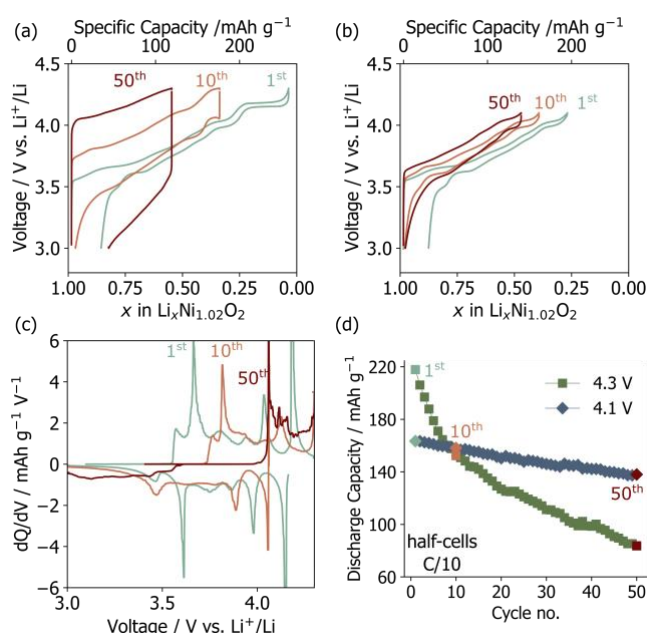 (a)
Specific Capacity /mAh g⁻¹
0 100 200
4.5
4.0
3.5
3.0
Voltage / V vs. Li⁺/Li
50th
10th
1st
1.00 0.75 0.50 0.25 0.00
x in LiₓNi₁.₀₂O₂
(b)
Specific Capacity /mAh g⁻¹
0 100 200
4.5
4.0
3.5
3.0
Voltage / V vs. Li⁺/Li
50th
10th
1st
1.00 0.75 0.50 0.25 0.00
x in LiₓNi₁.₀₂O₂
(c)
6
4
2
0
-2
-4
-6
dQ/dV / mAh g⁻¹ V⁻¹
1st
10th
50th
3.0 3.5 4.0
Voltage / V vs. Li⁺/Li
(d)
220
180
140
100
60
Discharge Capacity / mAh g⁻¹
1st
4.3 V
4.1 V
10th
50th
half-cells
C/10
0 10 20 30 40 50
Cycle no.